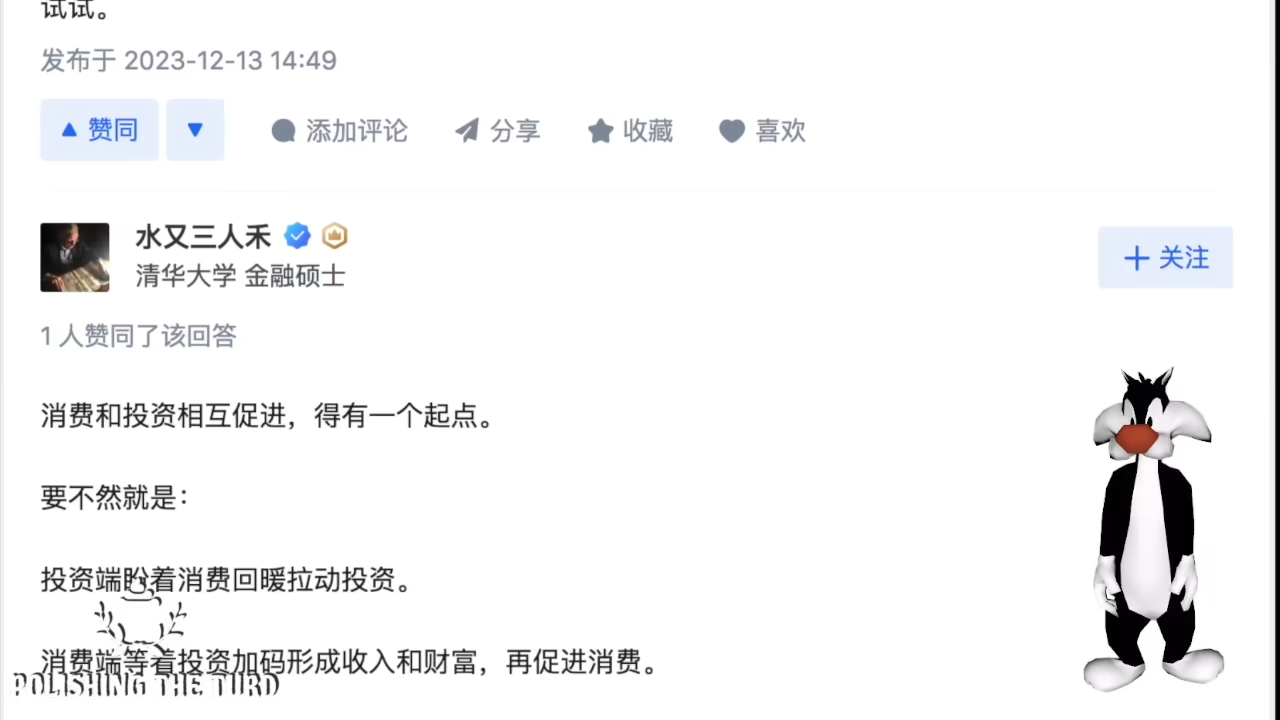 试试。
发布于 2023-12-13 14:49
赞同
添加评论
分享
收藏
喜欢
水又三人禾
清华大学 金融硕士
关注
1 人赞同了该回答
消费和投资相互促进，得有一个起点。
要不然就是：
投资端盼着消费回暖拉动投资。
消费端等着投资加码形成收入和财富，再促进消费。
POLISHING THE TURD